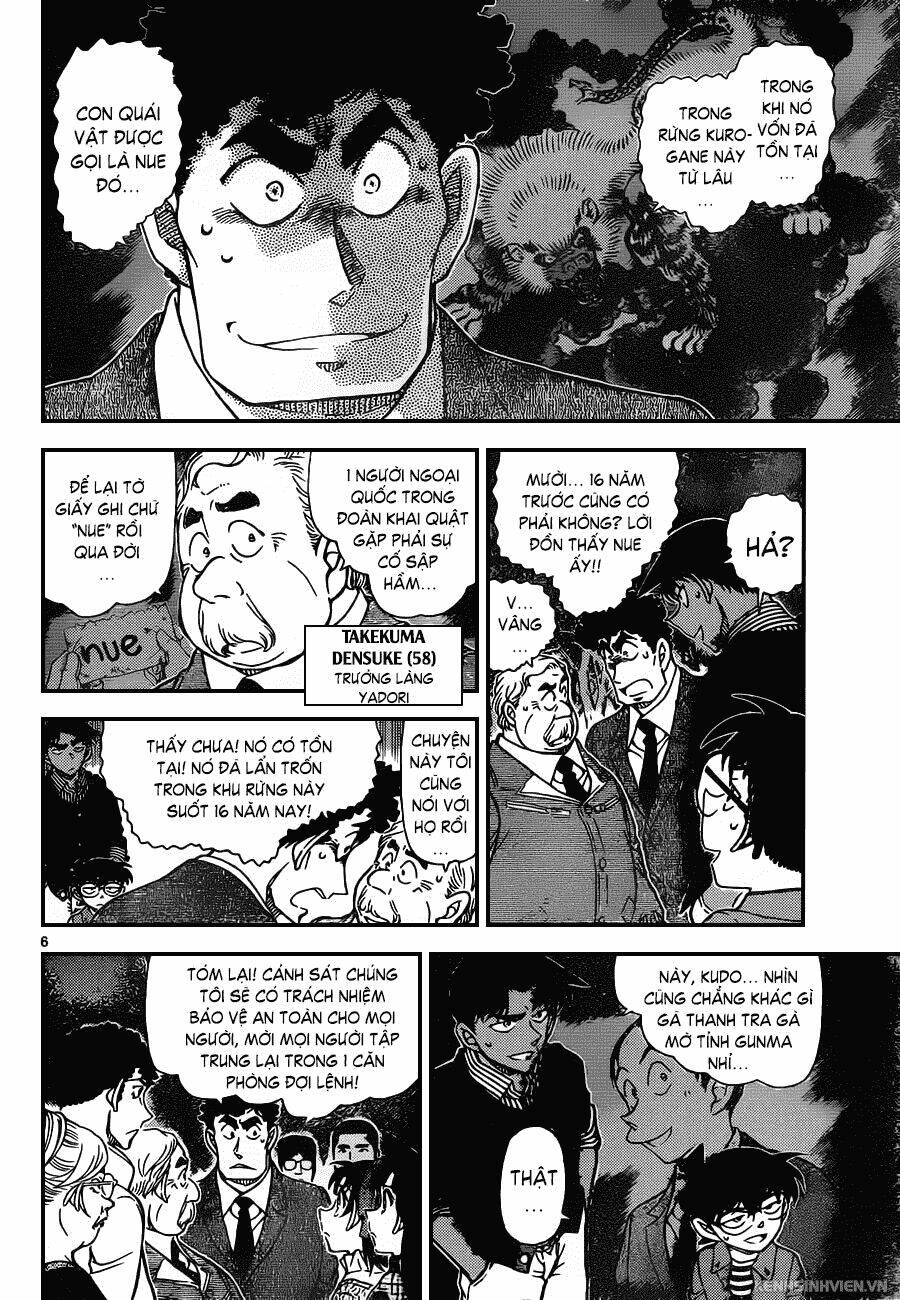 TRONG
KHI NÓ
VỐN ĐÃ
TỒN TẠI
...
TRONG
RỪNG KURO-
GANE NÀY
TỪ LÂU
...
CON QUÁI
VẬT ĐƯỢC
GỌI LÀ NUE
ĐÓ...
HẢ?
MƯỜI... 16 NĂM
TRƯỚC CŨNG CÓ
PHẢI KHÔNG? LỜI
ĐỒN THẤY NUE
ẤY!!
V...
VÂNG
...
1 NGƯỜI NGOẠI
QUỐC TRONG
ĐOÀN KHAI QUẬT
GẶP PHẢI SỰ
CỐ SẬP
HẦM...
ĐỂ LẠI TỜ
GIẤY GHI CHỮ
"NUE" RỒI
QUA ĐỜI
...
nue
TAKEKUMA
DENSUKE (58)
TRƯỞNG LÀNG
YADORI
CHUYỆN
NÀY TÔI
CŨNG
NÓI VỚI
HỌ RỒI
...
THẤY CHƯA! NÓ CÓ TỒN
TẠI! NÓ ĐÃ LẨN TRỐN
TRONG KHU RỪNG NÀY
SUỐT 16 NĂM NAY!
6
NÀY, KUDO... NHÌN
CŨNG CHẲNG KHÁC GÌ
GÃ THANH TRA GÀ
MỜ TỈNH GUNMA
NHỈ...
THẬT
...
TÓM LẠI! CẢNH SÁT CHÚNG
TÔI SẼ CÓ TRÁCH NHIỆM
BẢO VỆ AN TOÀN CHO MỌI
NGƯỜI, MỜI MỌI NGƯỜI TẬP
TRUNG LẠI TRONG 1 CĂN
PHÒNG ĐỢI LỆNH!
KENHSINHVIEN.VN